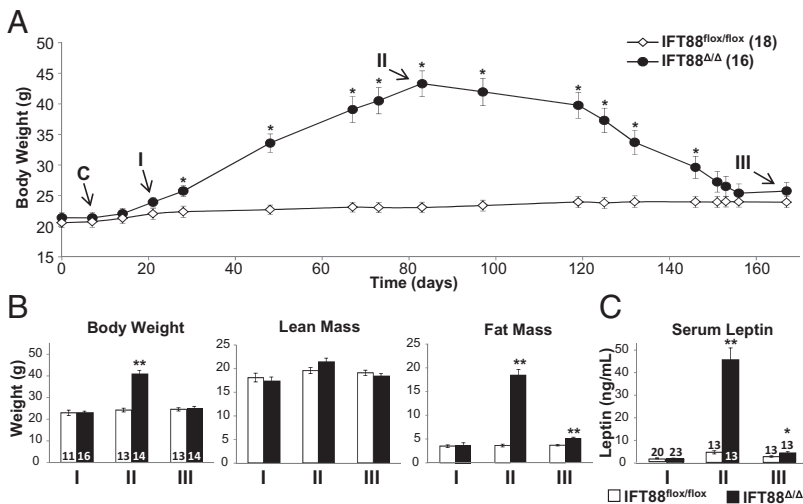 A
IFT88flox/flox (18)
IFT88Δ/Δ (16)
Body Weight (g)
50
45
40
35
30
25
20
15
C
I
II
III
* * * * * * * * * *
0 20 40 60 80 100 120 140 160
Time (days)
B
Body Weight
Lean Mass
Fat Mass
Weight (g)
50
40
30
20
10
0
**
11 16 13 14 13 14
I II III
25
20
15
10
5
0
I II III
25
20
15
10
5
0
**
**
I II III
C
Serum Leptin
Leptin (ng/mL)
50
40
30
20
10
0
**
*
20 23 13 13 13 13
I II III
IFT88flox/flox IFT88Δ/Δ